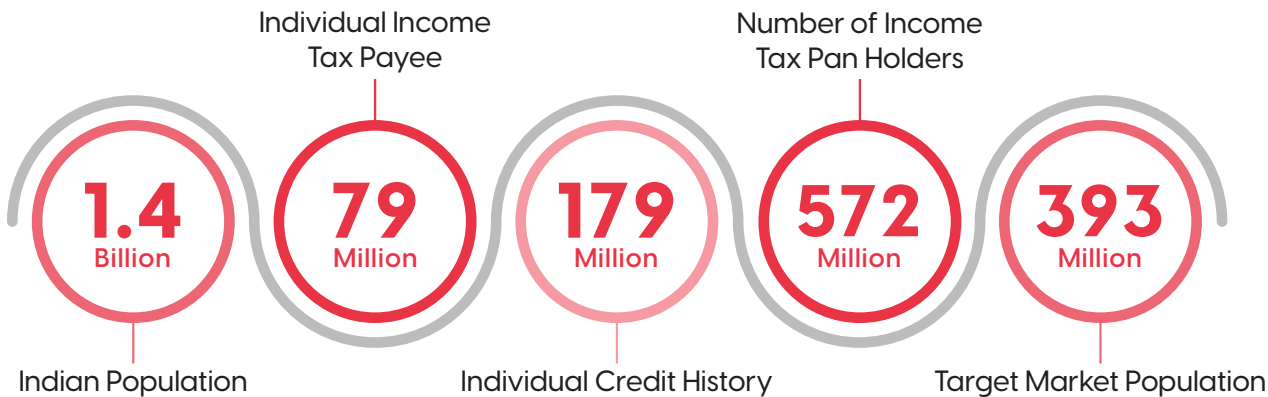 Individual Income
Tax Payee
Number of Income
Tax Pan Holders
1.4
Billion
79
Million
179
Million
572
Million
393
Million
Indian Population
Individual Credit History
Target Market Population